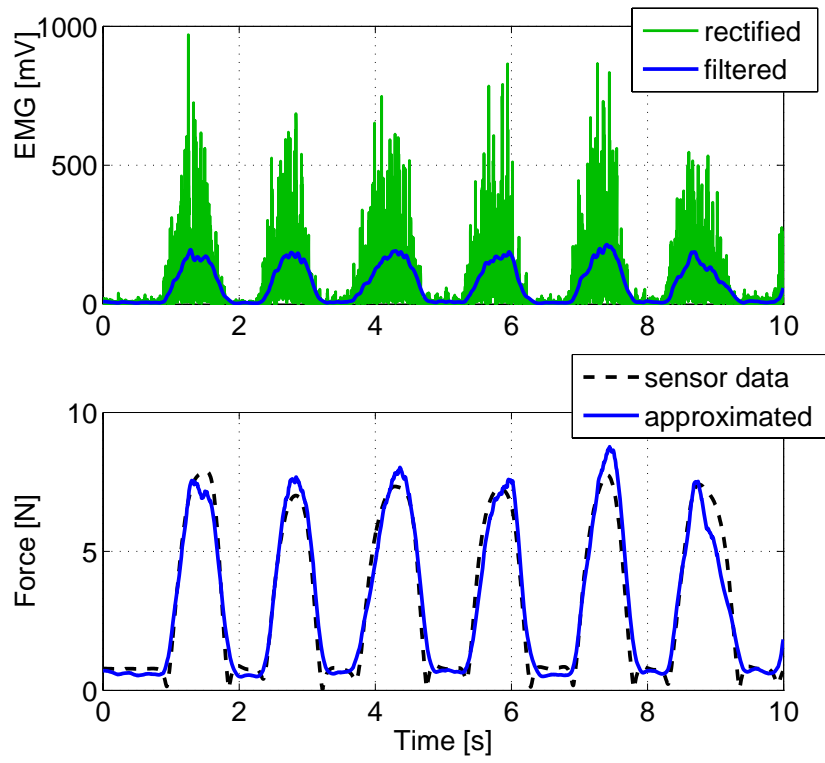 rectified
filtered
EMG [mV]
1000
500
0
0 2 4 6 8 10
sensor data
approximated
Force [N]
10
5
0
0 2 4 6 8 10
Time [s]